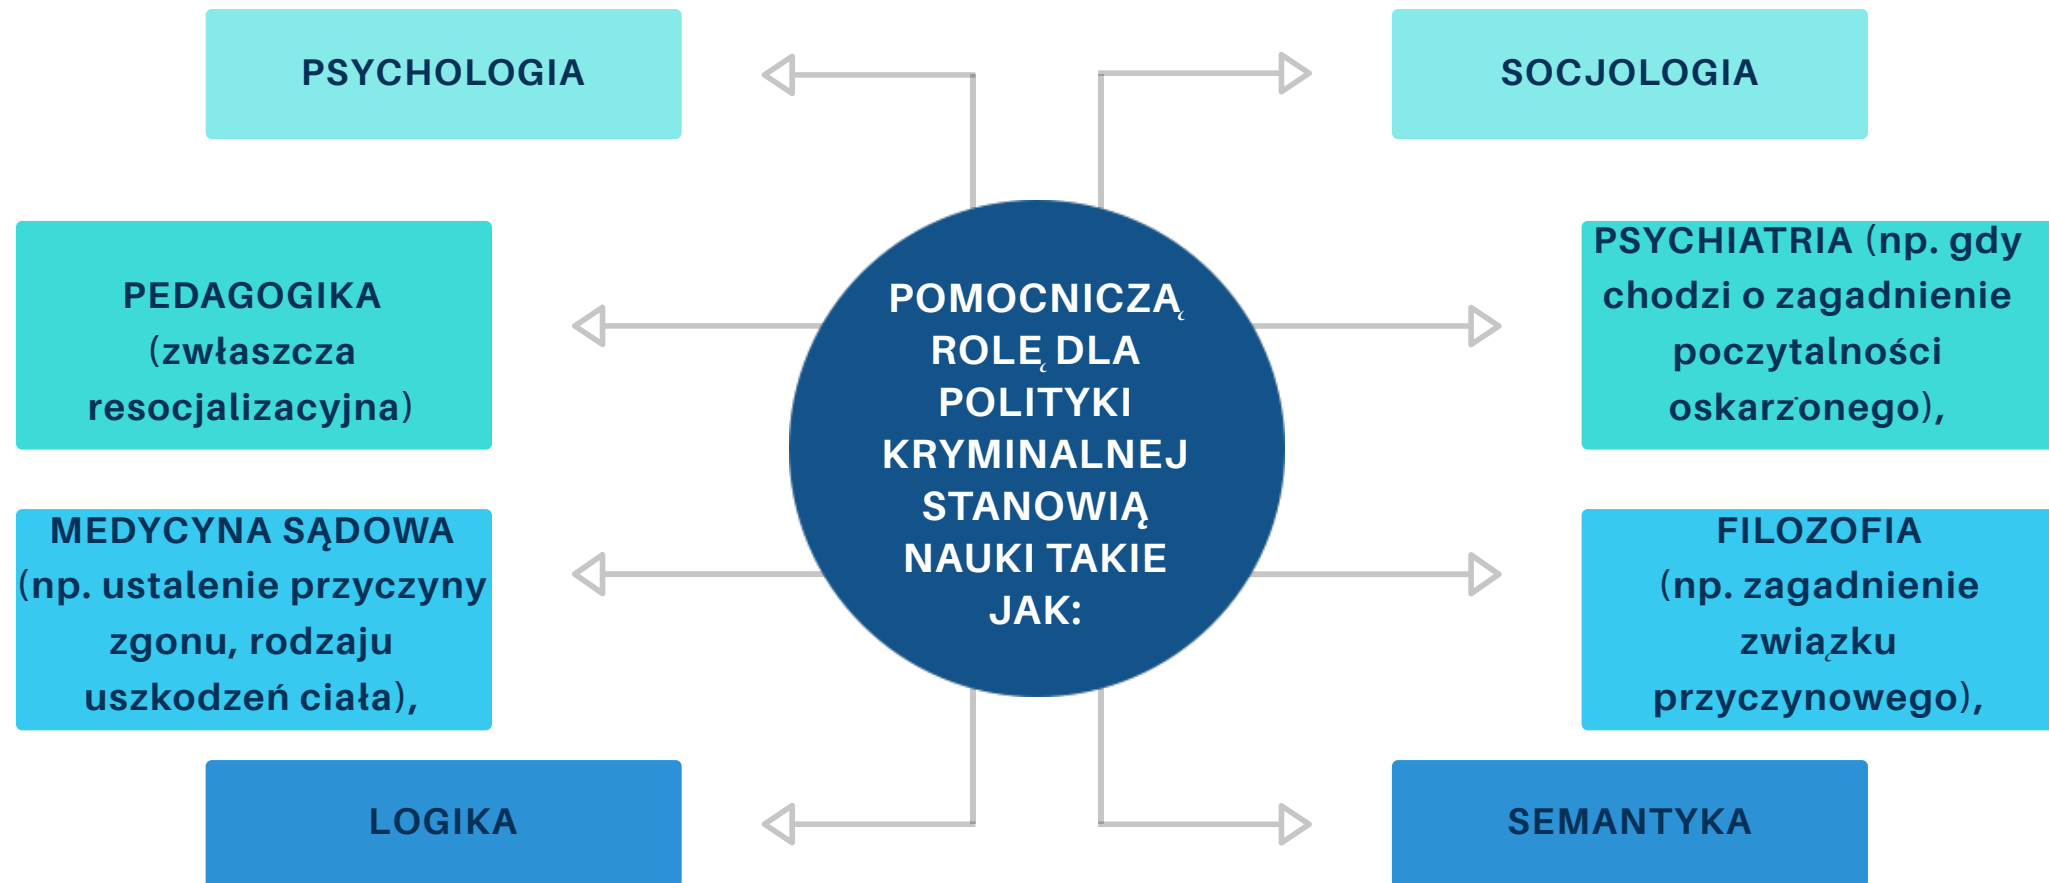 PSYCHOLOGIA
SOCJOLOGIA
PEDAGOGIKA
(zwłaszcza
resocjalizacyjna)
POMOCNICZĄ
ROLĘ DLA
POLITYKI
KRYMINALNEJ
STANOWIĄ
NAUKI TAKIE
JAK:
PSYCHIATRIA (np. gdy
chodzi o zagadnienie
poczytalności
oskarżonego),
MEDYCYNA SĄDOWA
(np. ustalenie przyczyny
zgonu, rodzaju
uszkodzeń ciała),
FILOZOFIA
(np. zagadnienie
związku
przyczynowego),
LOGIKA
SEMANTYKA